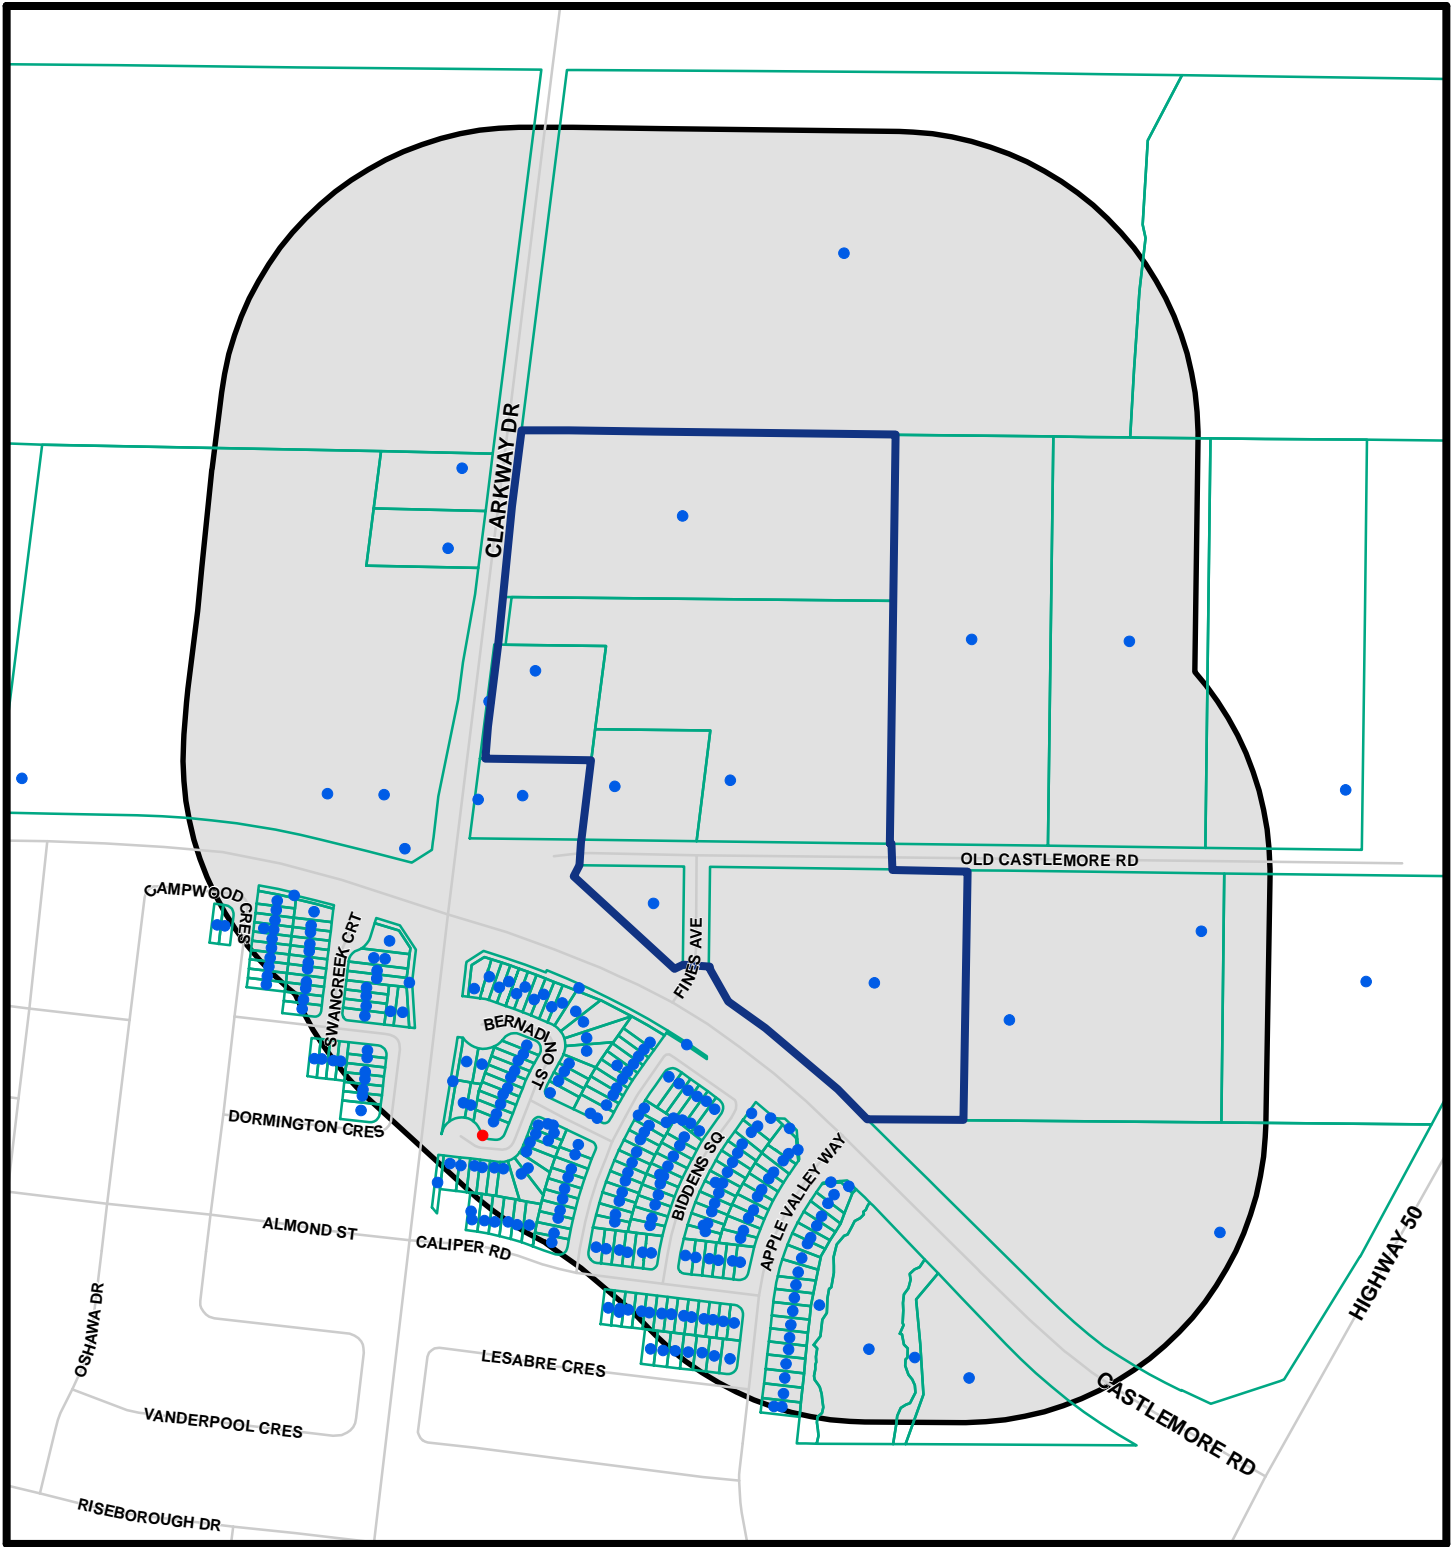 CLARKWAY DR
OLD CASTLEMORE RD
CAMPWOOD
CRES
SWANCREEK CRT
FINES AVE
BERNADINO ST
DORMINGTON CRES
BIDDENS SQ
APPLE VALLEY WAY
ALMOND ST
CALIPER RD
HIGHWAY 50
OSHAWA DR
LESABRE CRES
CASTLEMORE RD
VANDERPOOL CRES
RISEBOROUGH DR